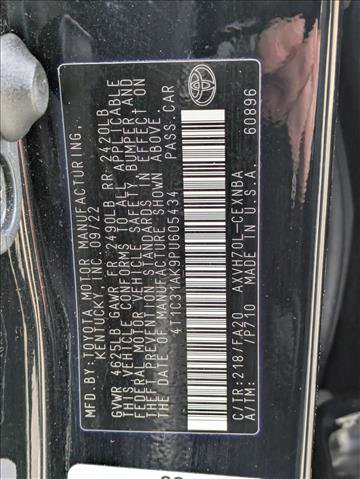 MFD.BY: TOYOTA MOTOR MANUFACTURING,
KENTUCKY, INC. 09/22
GVWR 4625LB GAWR FR 2490LB RR 2420LB
THIS VEHICLE CONFORMS TO ALL APPLICABLE
FEDERAL MOTOR VEHICLE SAFETY, BUMPER, AND
THEFT PREVENTION STANDARDS IN EFFECT ON
THE DATE OF MANUFACTURE SHOWN ABOVE.
4T1C31AK9PU605434 PASS.CAR
C/TR: 218/FA20 AXVH70L-CEXNBA
A/TM: /P710 MADE IN U.S.A. 60896